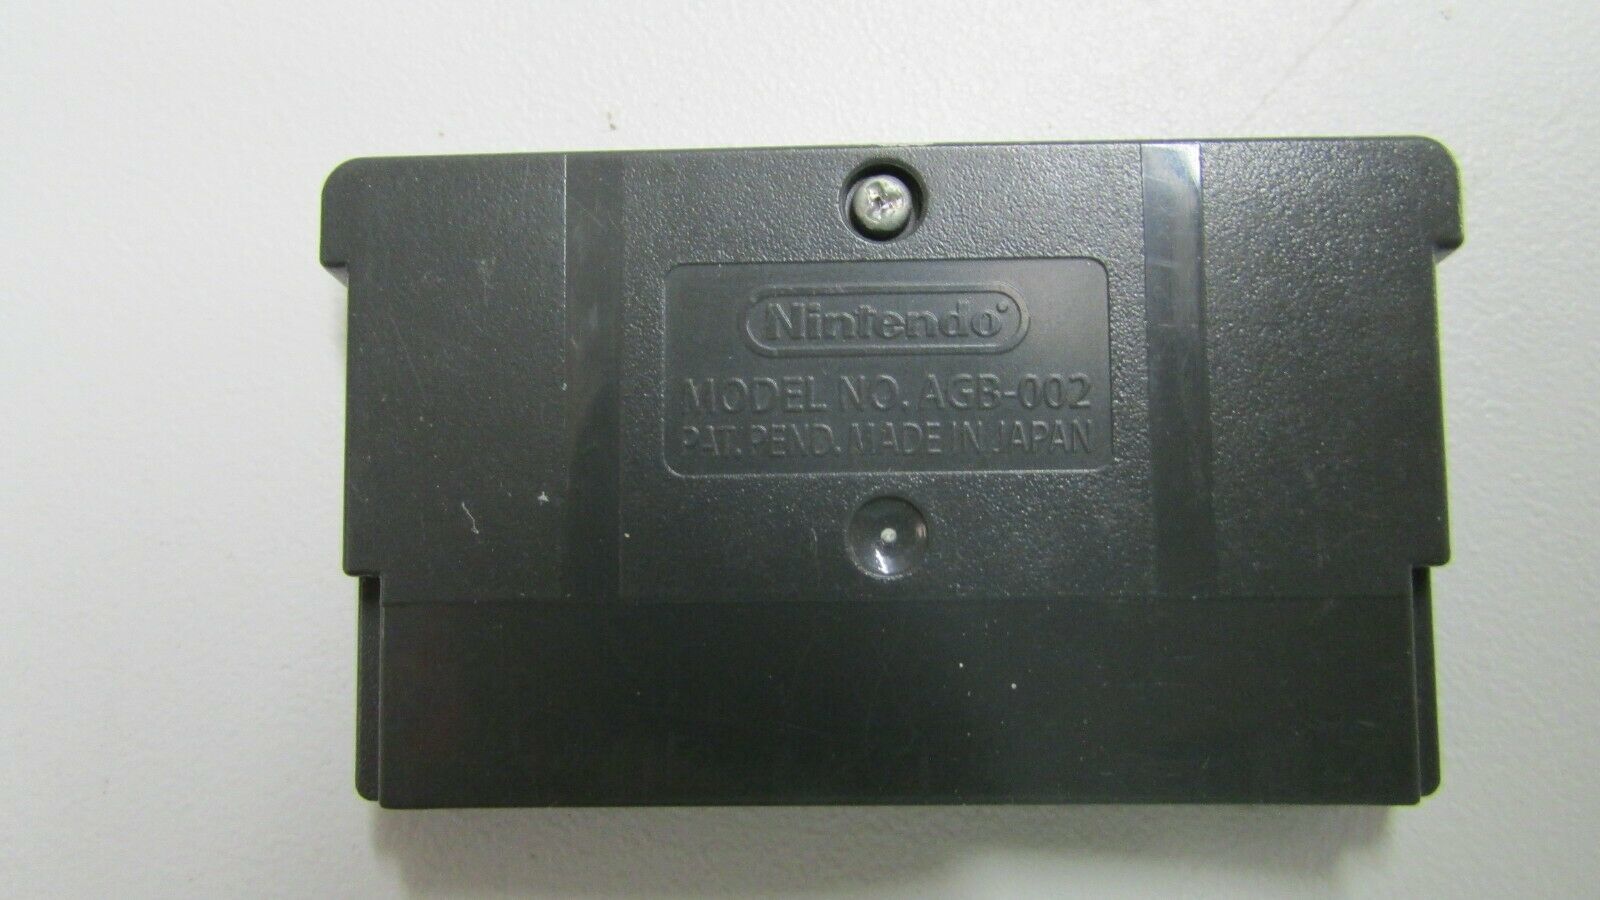 Nintendo
MODEL NO. AGB-002
PAT. PEND. MADE IN JAPAN